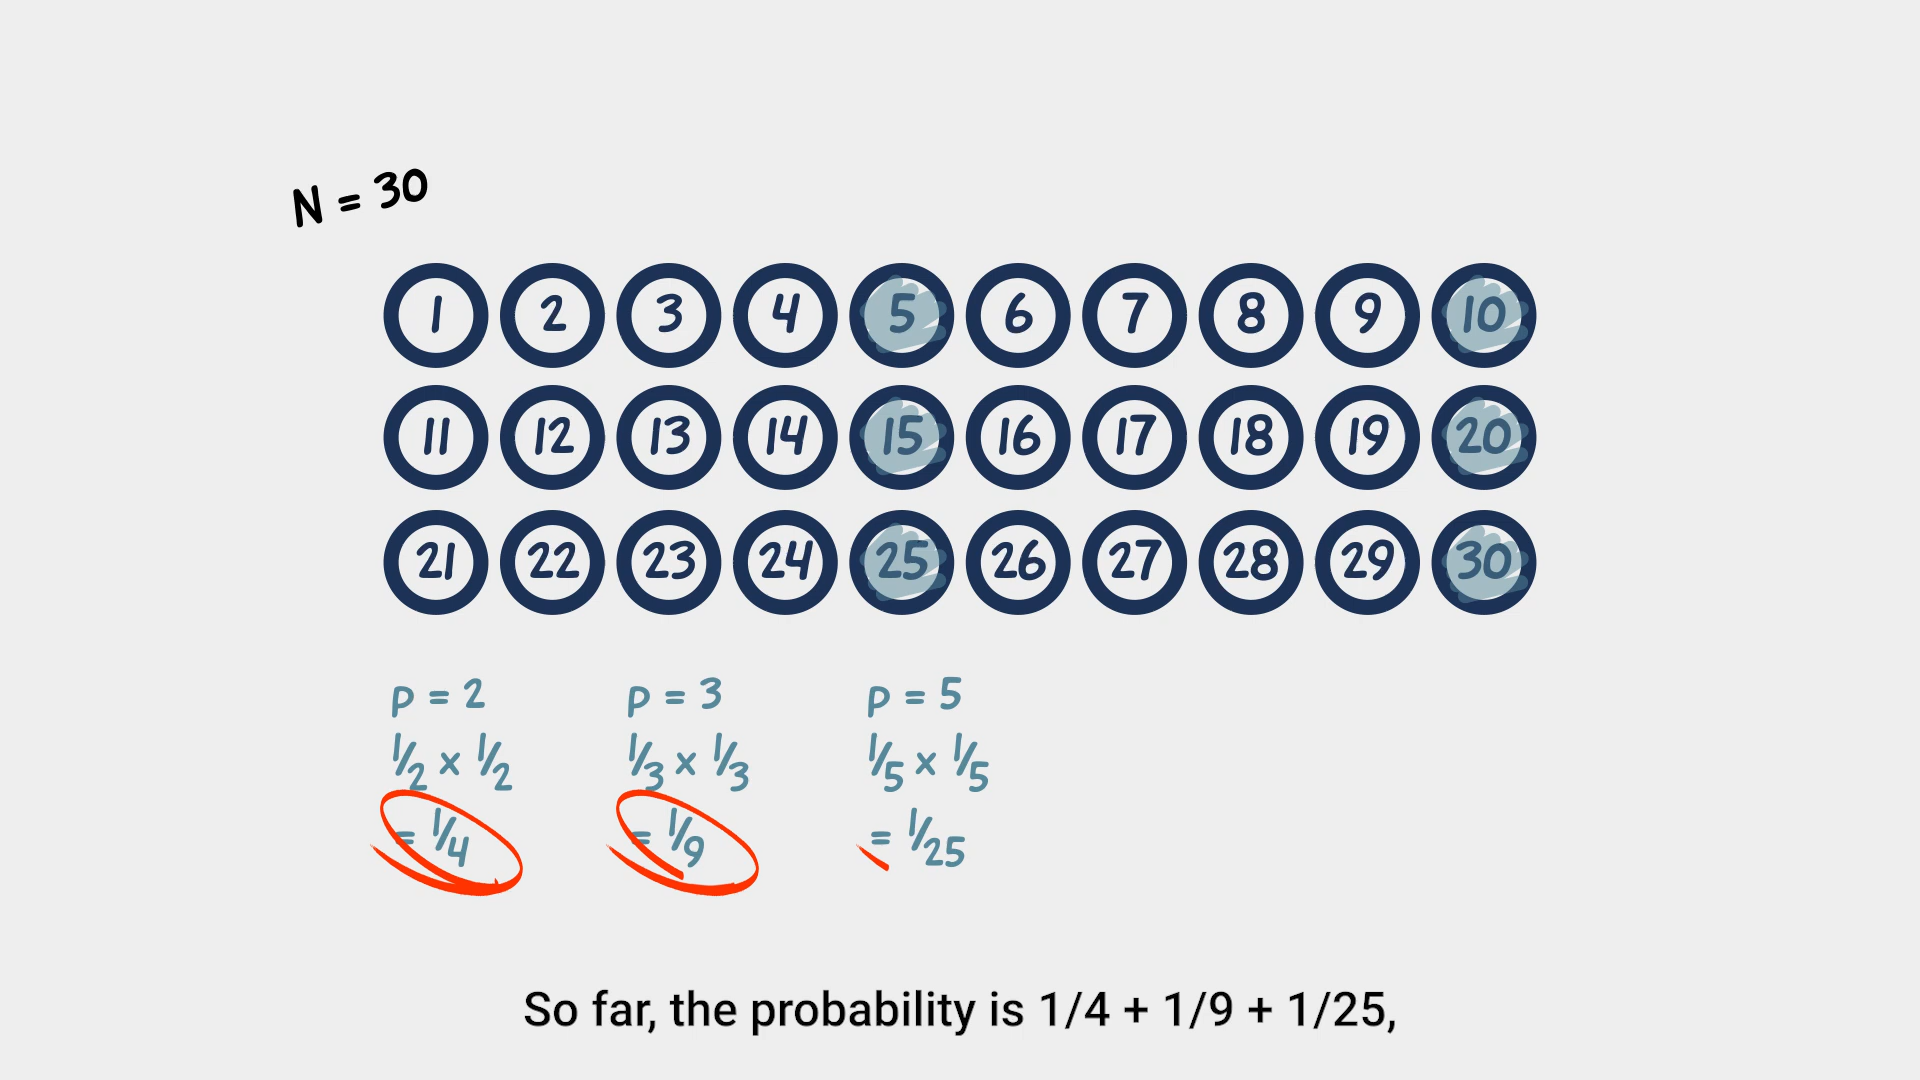 N = 30
1 2 3 4 5 6 7 8 9 10
11 12 13 14 15 16 17 18 19 20
21 22 23 24 25 26 27 28 29 30
p = 2 p = 3 p = 5
1/2 x 1/2 1/3 x 1/3 1/5 x 1/5
= 1/4 = 1/9 = 1/25
So far, the probability is 1/4 + 1/9 + 1/25,